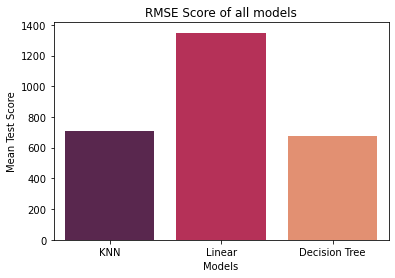 RMSE Score of all models
Mean Test Score
1400
1200
1000
800
600
400
200
0
KNN Linear Decision Tree
Models